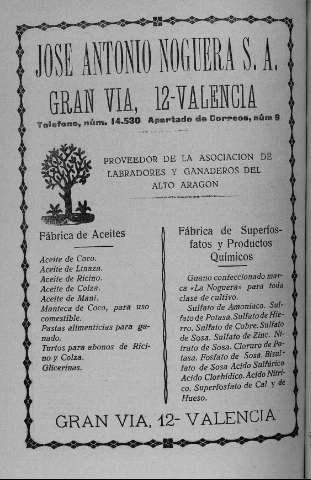 JOSE ANTONIO NOGUERA S. A.
GRAN VIA, 12-VALENCIA
Teléfono, núm. 14.530 Apartado de Correos, núm 9
PROVEEDOR DE LA ASOCIACION DE
LABRADORES Y GANADEROS DEL
ALTO ARAGON
Fábrica de Aceites
Aceite de Coco.
Aceite de Linaza.
Aceite de Ricino.
Aceite de Colza.
Aceite de Maní.
Manteca de Coco, para uso
comestible.
Pastas alimenticias para ga-
nado.
Tortos para abonos de Rici-
no y Colza.
Glicerinas.
Fábrica de Superfos-
fatos y Productos
Químicos
Guano confeccionado mar-
ca «La Noguera» para toda
clase de cultivo.
Sulfato de Amoniaco. Sul-
fato de Potasa. Sulfato de Hie-
rro. Sulfato de Cubre. Sulfato
de Sosa. Sulfato de Zinc. Ni-
trato de Sosa. Cloruro de Po-
tasa. Fosfato de Sosa. Bisul-
fato de Sosa Acido Sulfúrico
Acido Clorhídico. Acido Nítri-
co. Superfosfato de Cal y de
Hueso.
GRAN VIA, 12- VALENCIA